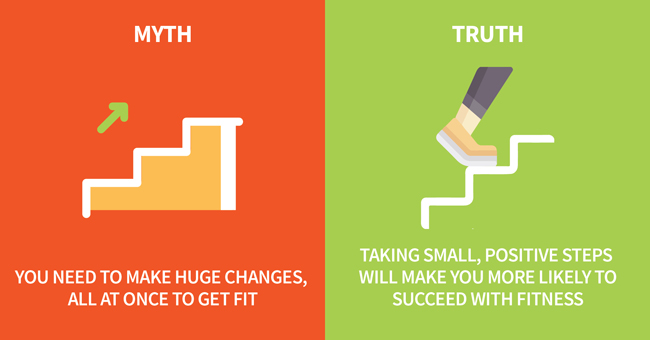 MYTH
YOU NEED TO MAKE HUGE CHANGES,
ALL AT ONCE TO GET FIT
TRUTH
TAKING SMALL, POSITIVE STEPS
WILL MAKE YOU MORE LIKELY TO
SUCCEED WITH FITNESS